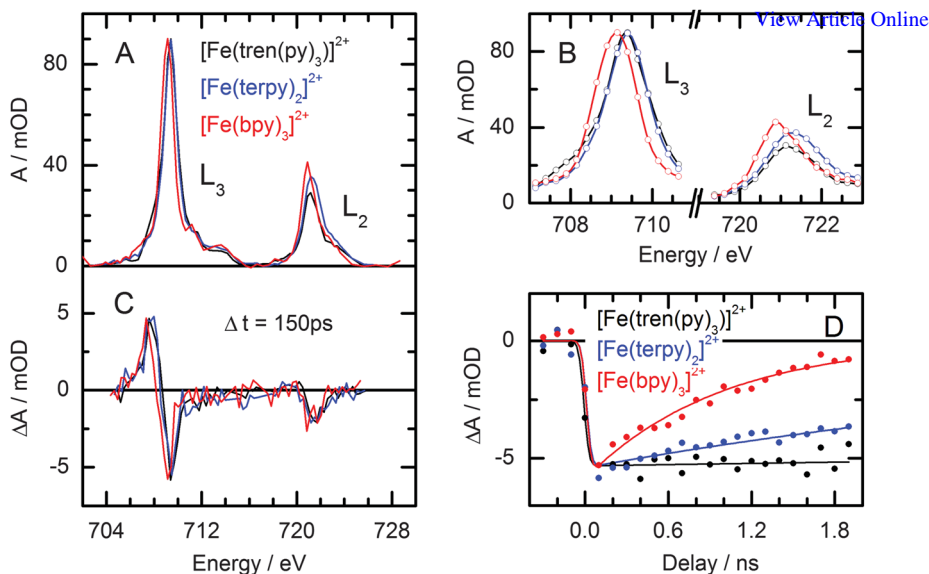 View Article Online
A
[Fe(tren(py)₃)]²⁺
[Fe(terpy)₂]²⁺
[Fe(bpy)₃]²⁺
L₃
L₂
A / mOD
80
40
0
B
L₃
L₂
A / mOD
80
40
0
708 710 720 722
Energy / eV
C
Δ t = 150ps
ΔA / mOD
5
0
-5
704 712 720 728
Energy / eV
[Fe(tren(py)₃)]²⁺ D
[Fe(terpy)₂]²⁺
[Fe(bpy)₃]²⁺
ΔA / mOD
0
-5
0.0 0.6 1.2 1.8
Delay / ns